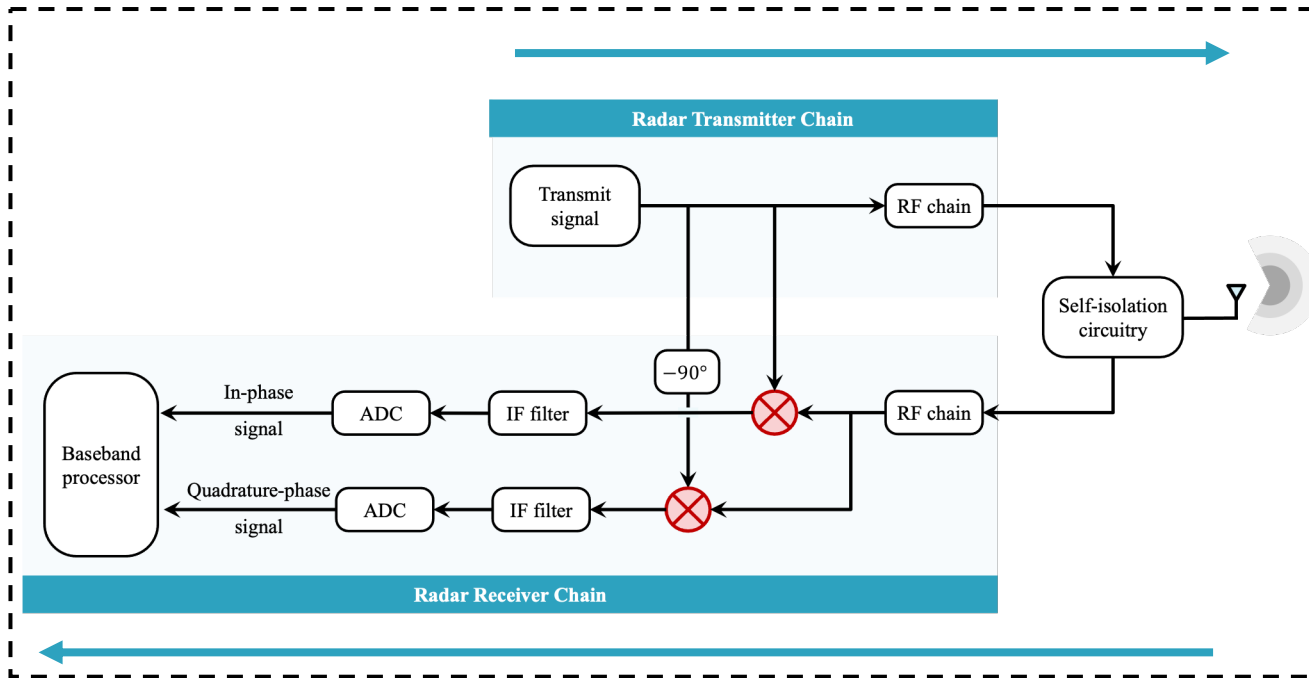 Radar Transmitter Chain
Transmit
signal
RF chain
Self-isolation
circuitry
−90°
Baseband
processor
In-phase
signal
ADC
IF filter
RF chain
Quadrature-phase
signal
ADC
IF filter
Radar Receiver Chain